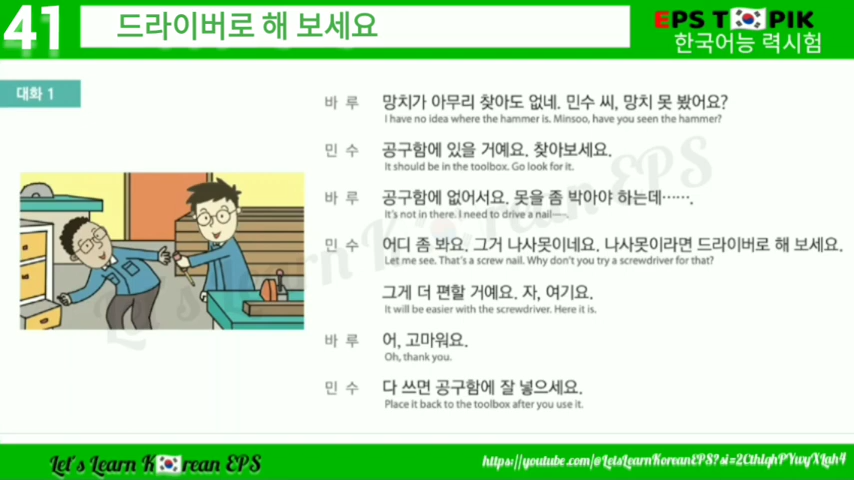 41 드라이버로 해 보세요
EPS TOPIK
한국어능 력시험
대화 1
바 루 망치가 아무리 찾아도 없네. 민수 씨, 망치 못 봤어요?
I have no idea where the hammer is. Minsoo, have you seen the hammer?
민 수 공구함에 있을 거예요. 찾아보세요.
It should be in the toolbox. Go look for it.
바 루 공구함에 없어서요. 못을 좀 박아야 하는데…….
It's not in there. I need to drive a nail—.
민 수 어디 좀 봐요. 그거 나사못이네요. 나사못이라면 드라이버로 해 보세요.
Let me see. That's a screw nail. Why don't you try a screwdriver for that?
그게 더 편할 거예요. 자, 여기요.
It will be easier with the screwdriver. Here it is.
바 루 어, 고마워요.
Oh, thank you.
민 수 다 쓰면 공구함에 잘 넣으세요.
Place it back to the toolbox after you use it.
Let's Learn Korean EPS
Let's Learn Korean EPS
https://youtube.com/@LetsLearnKoreanEPS?si=2CthlqhPYwyXLah4